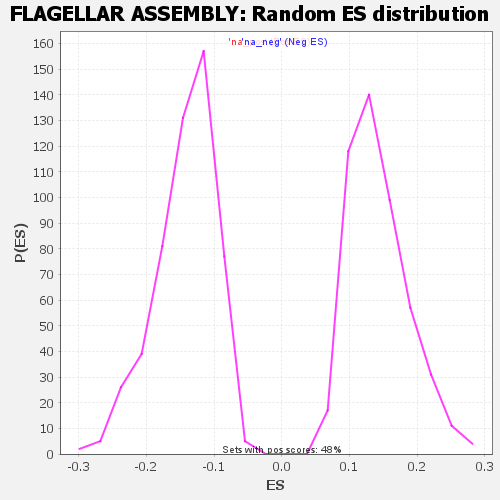 FLAGELLAR ASSEMBLY: Random ES distribution
'na'na_neg' (Neg ES)
160
150
140
130
120
110
100
90
80
70
60
50
40
30
20
10
0
P(ES)
Sets with pos scores: 48%
-0.3 -0.2 -0.1 0.0 0.1 0.2 0.3
ES